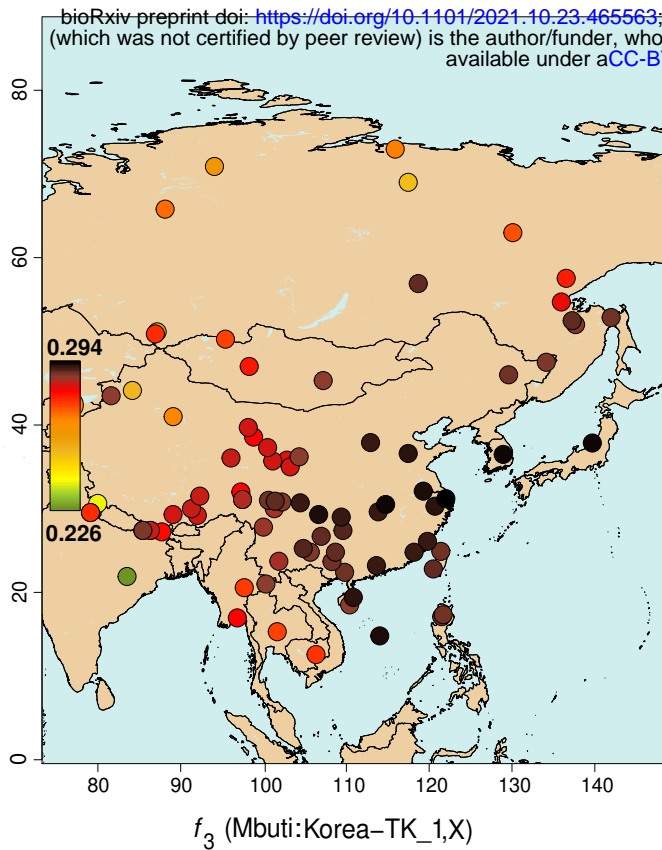 bioRxiv preprint doi: https://doi.org/10.1101/2021.10.23.465563;
(which was not certified by peer review) is the author/funder, who
available under aCC-BY
80
60
40
20
0
0.294
0.226
80 90 100 110 120 130 140
f3 (Mbuti:Korea−TK_1,X)